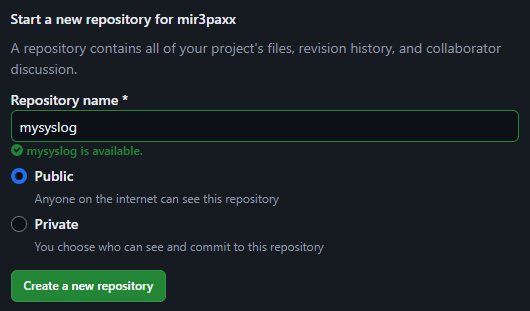 Start a new repository for mir3paxx
A repository contains all of your project's files, revision history, and collaborator
discussion.
Repository name *
mysyslog
mysyslog is available.
Public
Anyone on the internet can see this repository
Private
You choose who can see and commit to this repository
Create a new repository